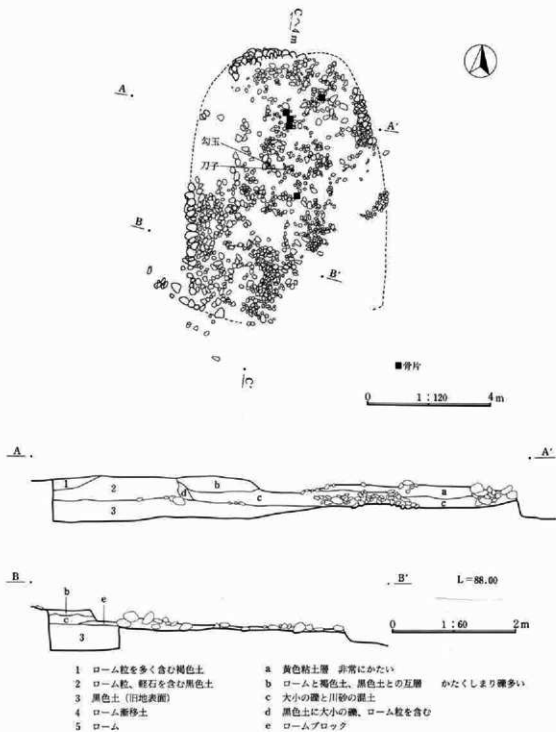 A
A'
勾玉
刀子
B
B'
■骨片
0 1:120 4m
A
A'
1
2
b
d
c
a
c
3
B
b
e
c
3
B'
L=88.00
0 1:60 2m
1 ローム粒を多く含む褐色土
2 ローム粒、軽石を含む黒色土
3 黒色土(旧地表面)
4 ローム漸移土
5 ローム
a 黄色粘土層 非常にかたい
b ロームと褐色土、黒色土との互層 かたくしまり礫多い
c 大小の礫と川砂の混土
d 黒色土に大小の礫、ローム粒を含む
e ロームブロック